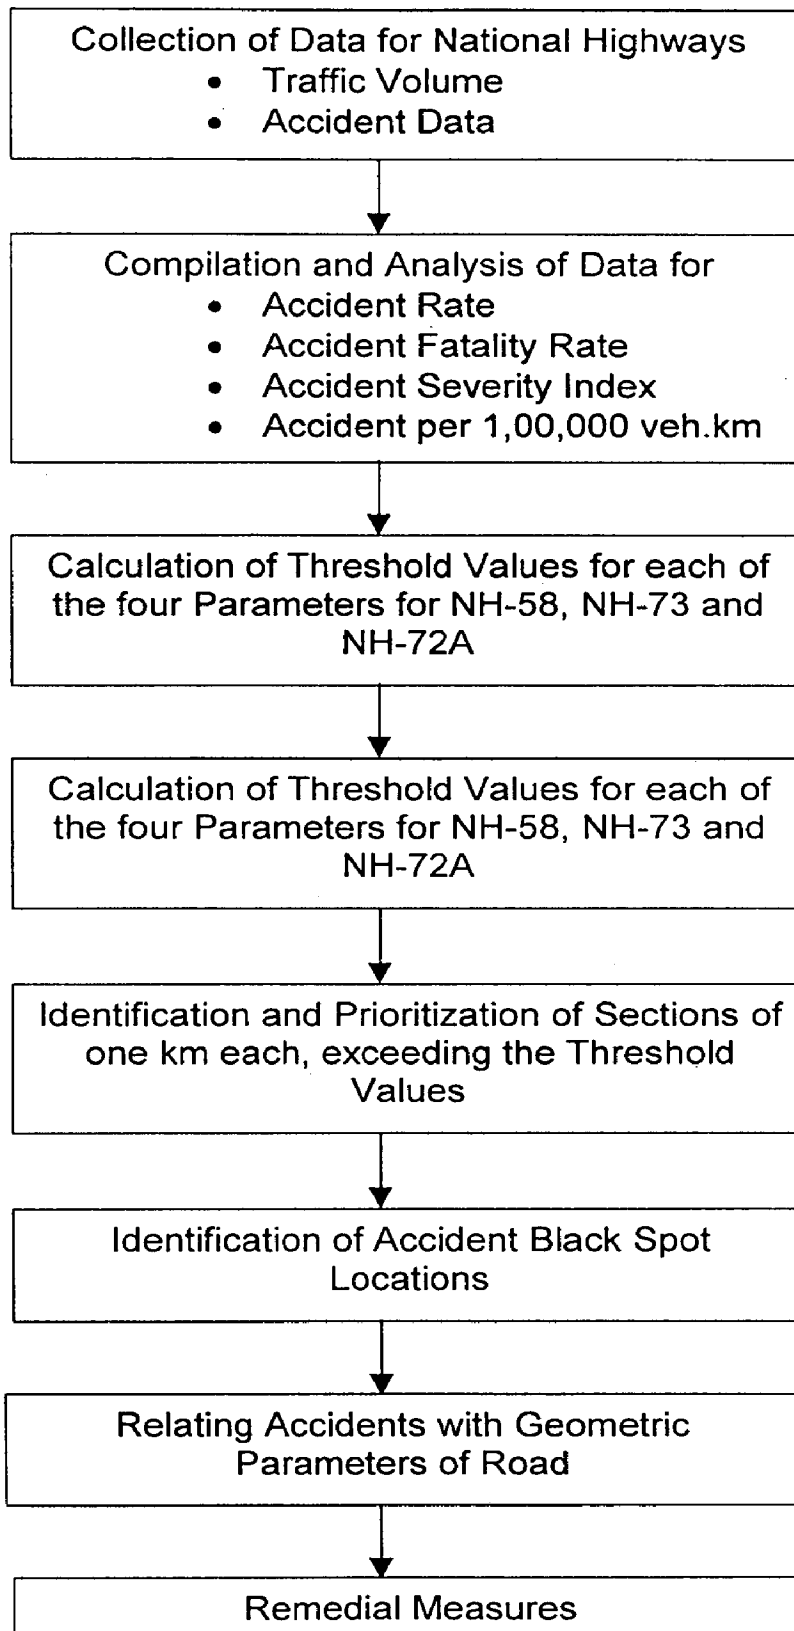 Collection of Data for National Highways
• Traffic Volume
• Accident Data
Compilation and Analysis of Data for
• Accident Rate
• Accident Fatality Rate
• Accident Severity Index
• Accident per 1,00,000 veh.km
Calculation of Threshold Values for each of
the four Parameters for NH-58, NH-73 and
NH-72A
Calculation of Threshold Values for each of
the four Parameters for NH-58, NH-73 and
NH-72A
Identification and Prioritization of Sections of
one km each, exceeding the Threshold
Values
Identification of Accident Black Spot
Locations
Relating Accidents with Geometric
Parameters of Road
Remedial Measures